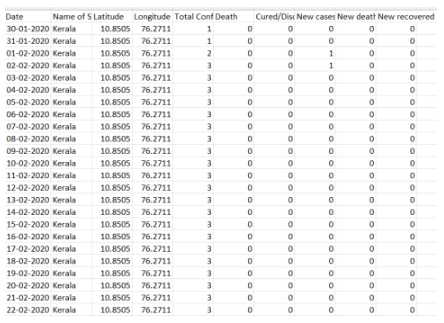 Date Name of S Latitude Longitude Total Conf Death Cured/Disc New cases New death New recovered
30-01-2020 Kerala 10.8505 76.2711 1 0 0 0 0 0
31-01-2020 Kerala 10.8505 76.2711 1 0 0 0 0 0
01-02-2020 Kerala 10.8505 76.2711 2 0 0 1 0 0
02-02-2020 Kerala 10.8505 76.2711 3 0 0 1 0 0
03-02-2020 Kerala 10.8505 76.2711 3 0 0 0 0 0
04-02-2020 Kerala 10.8505 76.2711 3 0 0 0 0 0
05-02-2020 Kerala 10.8505 76.2711 3 0 0 0 0 0
06-02-2020 Kerala 10.8505 76.2711 3 0 0 0 0 0
07-02-2020 Kerala 10.8505 76.2711 3 0 0 0 0 0
08-02-2020 Kerala 10.8505 76.2711 3 0 0 0 0 0
09-02-2020 Kerala 10.8505 76.2711 3 0 0 0 0 0
10-02-2020 Kerala 10.8505 76.2711 3 0 0 0 0 0
11-02-2020 Kerala 10.8505 76.2711 3 0 0 0 0 0
12-02-2020 Kerala 10.8505 76.2711 3 0 0 0 0 0
13-02-2020 Kerala 10.8505 76.2711 3 0 0 0 0 0
14-02-2020 Kerala 10.8505 76.2711 3 0 0 0 0 0
15-02-2020 Kerala 10.8505 76.2711 3 0 0 0 0 0
16-02-2020 Kerala 10.8505 76.2711 3 0 0 0 0 0
17-02-2020 Kerala 10.8505 76.2711 3 0 0 0 0 0
18-02-2020 Kerala 10.8505 76.2711 3 0 0 0 0 0
19-02-2020 Kerala 10.8505 76.2711 3 0 0 0 0 0
20-02-2020 Kerala 10.8505 76.2711 3 0 0 0 0 0
21-02-2020 Kerala 10.8505 76.2711 3 0 0 0 0 0
22-02-2020 Kerala 10.8505 76.2711 3 0 0 0 0 0